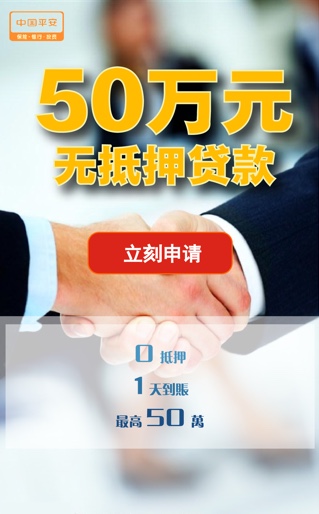 中国平安
保险·银行·投资
50万元
无抵押贷款
立刻申请
0 抵押
1 天到賬
最高 50 萬